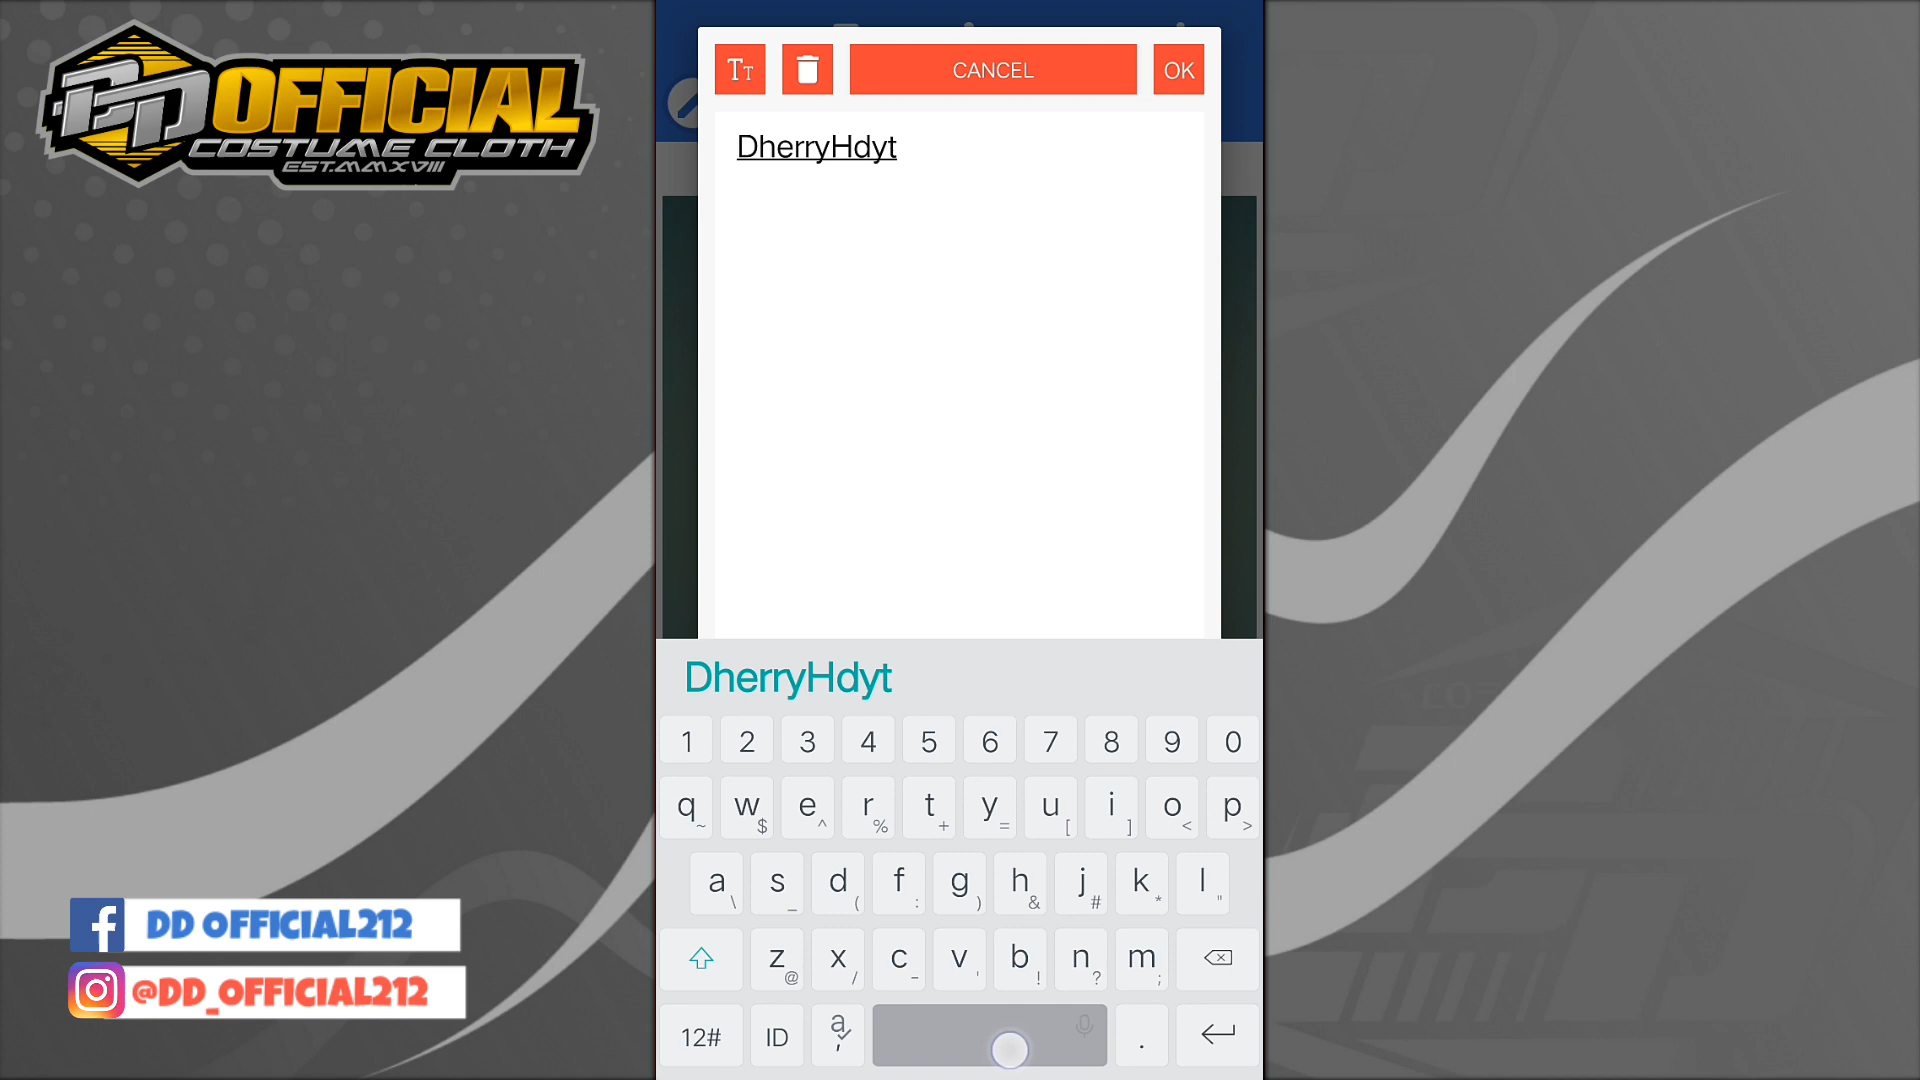 DD OFFICIAL
COSTUME CLOTH
EST.MMXVIII
TT
CANCEL
OK
DherryHdyt
DherryHdyt
1 2 3 4 5 6 7 8 9 0
q ~ w $ e ^ r % t + y = u [ i ] o < p >
a \ s _ d ( f : g ) h & j # k * l "
z @ x / c - v ' b ! n ? m ;
12# ID a , .
f DD OFFICIAL212
@DD_OFFICIAL212